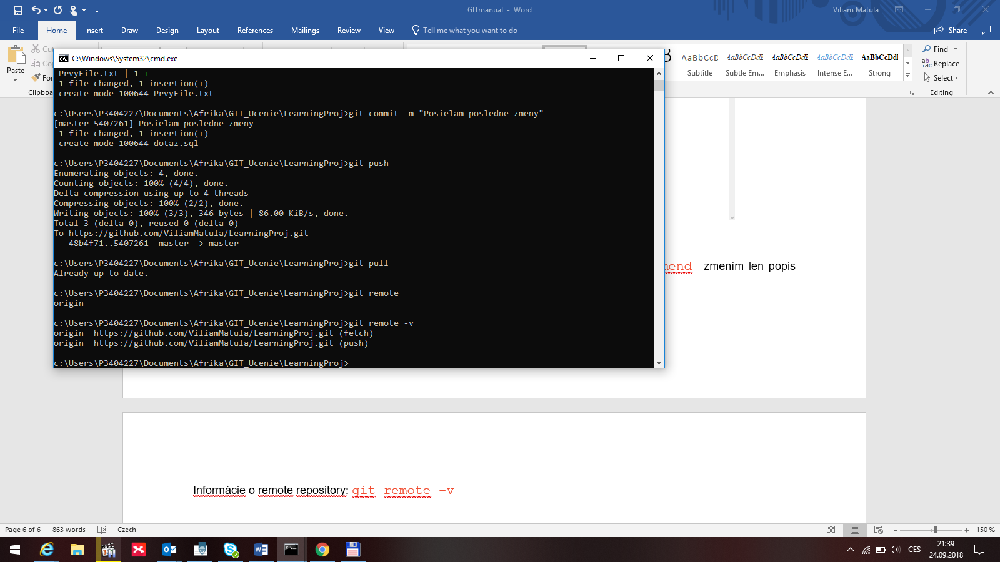 GITmanual - Word
Viliam Matula
File Home Insert Draw Design Layout References Mailings Review View Tell me what you want to do Share
Paste
Clipboa
Subtitle
Subtle Em...
Emphasis
Intense E...
Strong
AaBbCcD
AaBbCcDdE
AaBbCcDdE
AaBbCcDdE
AaBbCcDdI
Find
Replace
Select
Editing
C:\Windows\System32\cmd.exe
PrvyFile.txt | 1 +
1 file changed, 1 insertion(+)
create mode 100644 PrvyFile.txt
c:\Users\P3404227\Documents\Afrika\GIT_Ucenie\LearningProj>git commit -m "Posielam posledne zmeny"
[master 5407261] Posielam posledne zmeny
1 file changed, 1 insertion(+)
create mode 100644 dotaz.sql
c:\Users\P3404227\Documents\Afrika\GIT_Ucenie\LearningProj>git push
Enumerating objects: 4, done.
Counting objects: 100% (4/4), done.
Delta compression using up to 4 threads
Compressing objects: 100% (2/2), done.
Writing objects: 100% (3/3), 346 bytes | 86.00 KiB/s, done.
Total 3 (delta 0), reused 0 (delta 0)
To https://github.com/ViliamMatula/LearningProj.git
48b4f71..5407261  master -> master
c:\Users\P3404227\Documents\Afrika\GIT_Ucenie\LearningProj>git pull
Already up to date.
c:\Users\P3404227\Documents\Afrika\GIT_Ucenie\LearningProj>git remote
origin
c:\Users\P3404227\Documents\Afrika\GIT_Ucenie\LearningProj>git remote -v
origin  https://github.com/ViliamMatula/LearningProj.git (fetch)
origin  https://github.com/ViliamMatula/LearningProj.git (push)
c:\Users\P3404227\Documents\Afrika\GIT_Ucenie\LearningProj>
mend zmením len popis
Informácie o remote repository: git remote –v
Page 6 of 6 863 words Czech 150 %
CES
21:39
24.09.2018